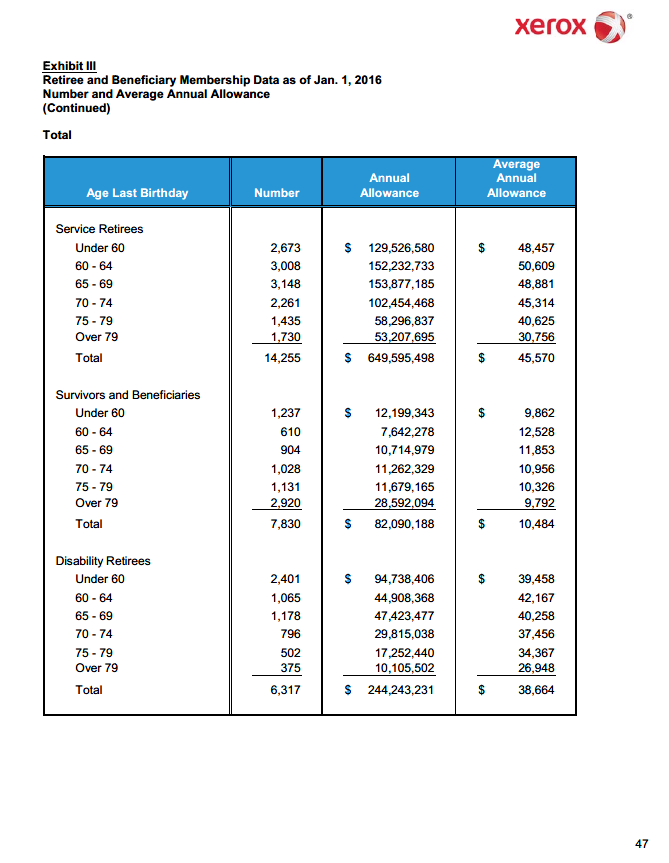 xerox ®
Exhibit III
Retiree and Beneficiary Membership Data as of Jan. 1, 2016
Number and Average Annual Allowance
(Continued)
Total
Age Last Birthday Number Annual Allowance Average Annual Allowance
Service Retirees
Under 60 2,673 $ 129,526,580 $ 48,457
60 - 64 3,008 152,232,733 50,609
65 - 69 3,148 153,877,185 48,881
70 - 74 2,261 102,454,468 45,314
75 - 79 1,435 58,296,837 40,625
Over 79 1,730 53,207,695 30,756
Total 14,255 $ 649,595,498 $ 45,570
Survivors and Beneficiaries
Under 60 1,237 $ 12,199,343 $ 9,862
60 - 64 610 7,642,278 12,528
65 - 69 904 10,714,979 11,853
70 - 74 1,028 11,262,329 10,956
75 - 79 1,131 11,679,165 10,326
Over 79 2,920 28,592,094 9,792
Total 7,830 $ 82,090,188 $ 10,484
Disability Retirees
Under 60 2,401 $ 94,738,406 $ 39,458
60 - 64 1,065 44,908,368 42,167
65 - 69 1,178 47,423,477 40,258
70 - 74 796 29,815,038 37,456
75 - 79 502 17,252,440 34,367
Over 79 375 10,105,502 26,948
Total 6,317 $ 244,243,231 $ 38,664
47